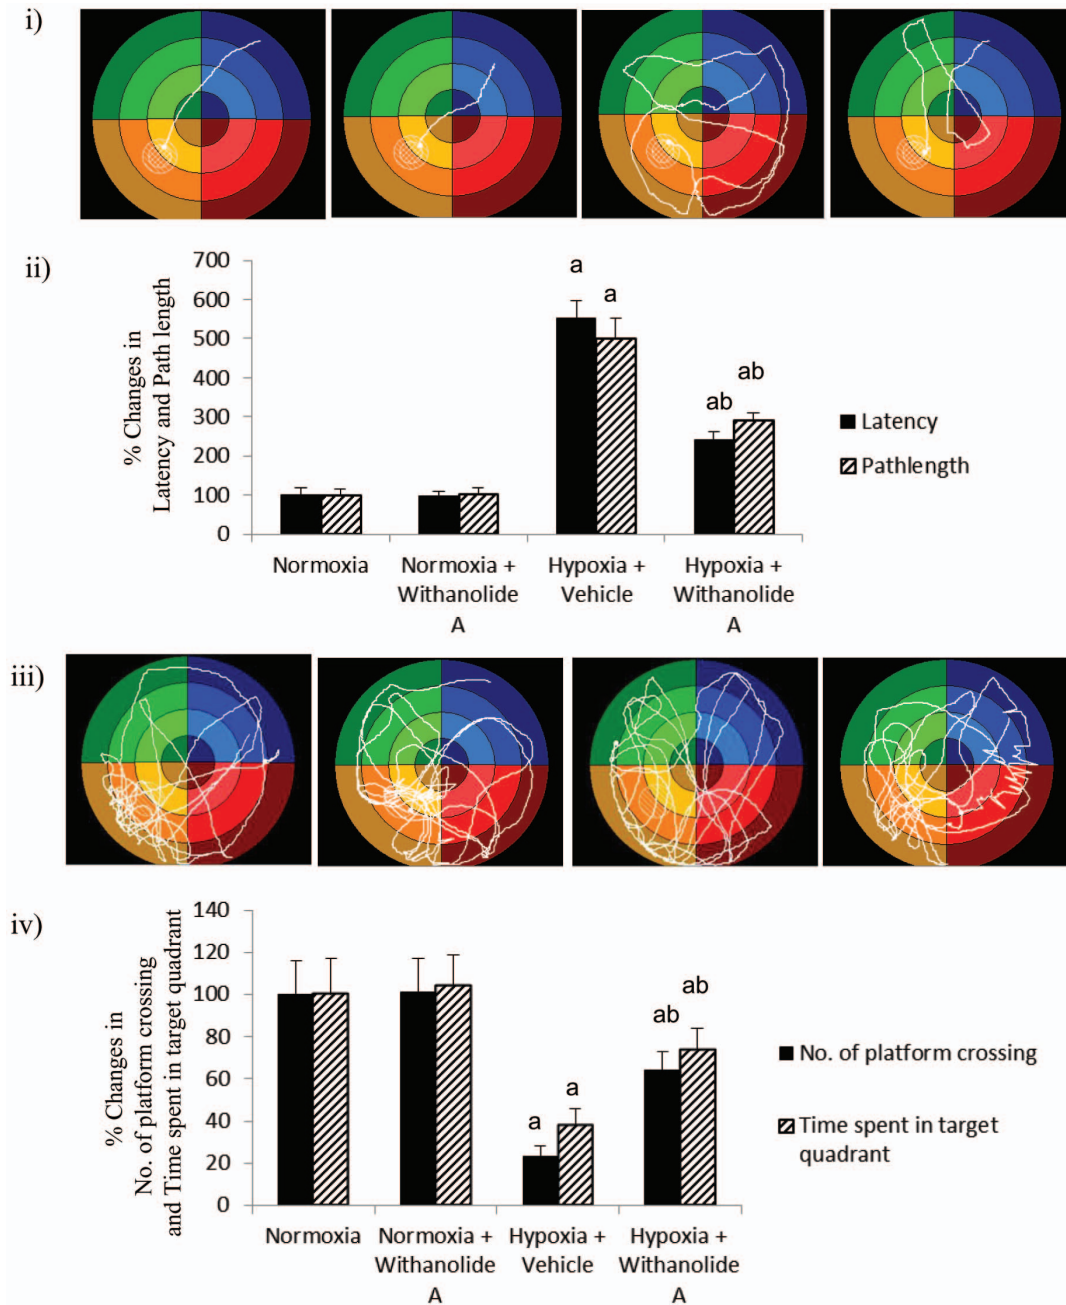 i)
ii)
% Changes in
Latency and Path length
700
600
500
400
300
200
100
0
a
a
ab
ab
Latency
Pathlength
Normoxia
Normoxia +
Withanolide
A
Hypoxia +
Vehicle
Hypoxia +
Withanolide
A
iii)
iv)
% Changes in
No. of platform crossing
and Time spent in target quadrant
140
120
100
80
60
40
20
0
a
a
ab
ab
No. of platform crossing
Time spent in target
quadrant
Normoxia
Normoxia +
Withanolide
A
Hypoxia +
Vehicle
Hypoxia +
Withanolide
A